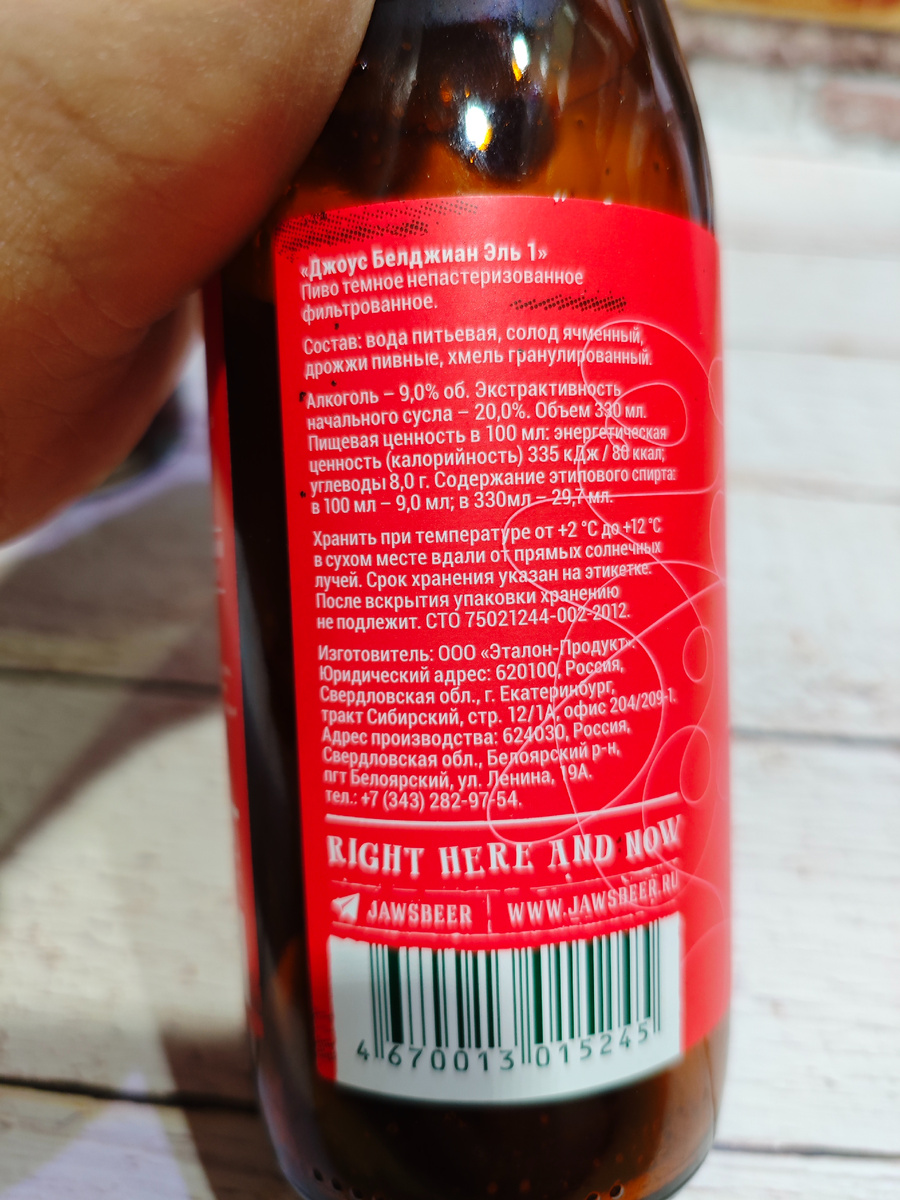 «Джоус Белджиан Эль 1»
Пиво темное непастеризованное
фильтрованное.
Состав: вода питьевая, солод ячменный,
дрожжи пивные, хмель гранулированный.
Алкоголь – 9,0% об. Экстрактивность
начального сусла – 20,0%. Объем 330 мл.
Пищевая ценность в 100 мл: энергетическая
ценность (калорийность) 335 кДж / 80 ккал;
углеводы 8,0 г. Содержание этипового спирта:
в 100 мл – 9,0 мл; в 330мл – 29,7 мл.
Хранить при температуре от +2 °C до +12 °C
в сухом месте вдали от прямых солнечных
лучей. Срок хранения указан на этикетке.
После вскрытия упаковки хранению
не подлежит. СТО 75021244-002-2012.
Изготовитель: ООО «Эталон-Продукт».
Юридический адрес: 620100, Россия,
Свердловская обл., г. Екатеринбург,
тракт Сибирский, стр. 12/1А, офис 204/209-1.
Адрес производства: 624030, Россия,
Свердловская обл., Белоярский р-н,
пгт Белоярский, ул. Ленина, 19А.
тел.: +7 (343) 282-97-54.
RIGHT HERE AND NOW
JAWSBEER | WWW.JAWSBEER.RU
4 670013 015245